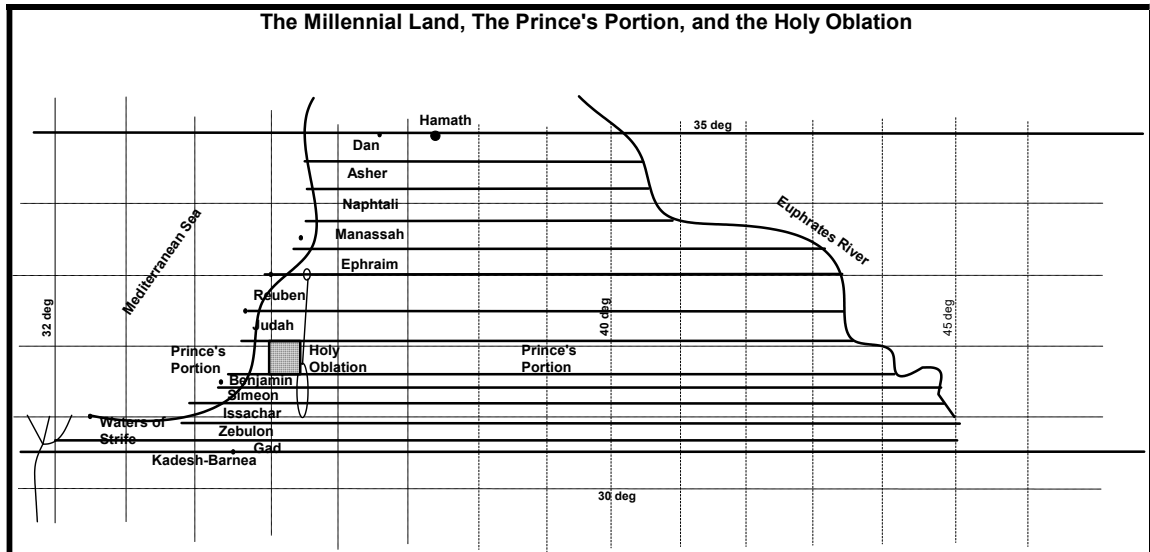 The Millennial Land, The Prince's Portion, and the Holy Oblation
Hamath
35 deg
Dan
Asher
Naphtali
Mediterranean Sea
Manassah
Euphrates River
Ephraim
Reuben
32 deg
40 deg
45 deg
Judah
Prince's
Portion
Holy
Oblation
Prince's
Portion
Benjamin
Simeon
Issachar
Waters of
Strife
Zebulon
Gad
Kadesh-Barnea
30 deg